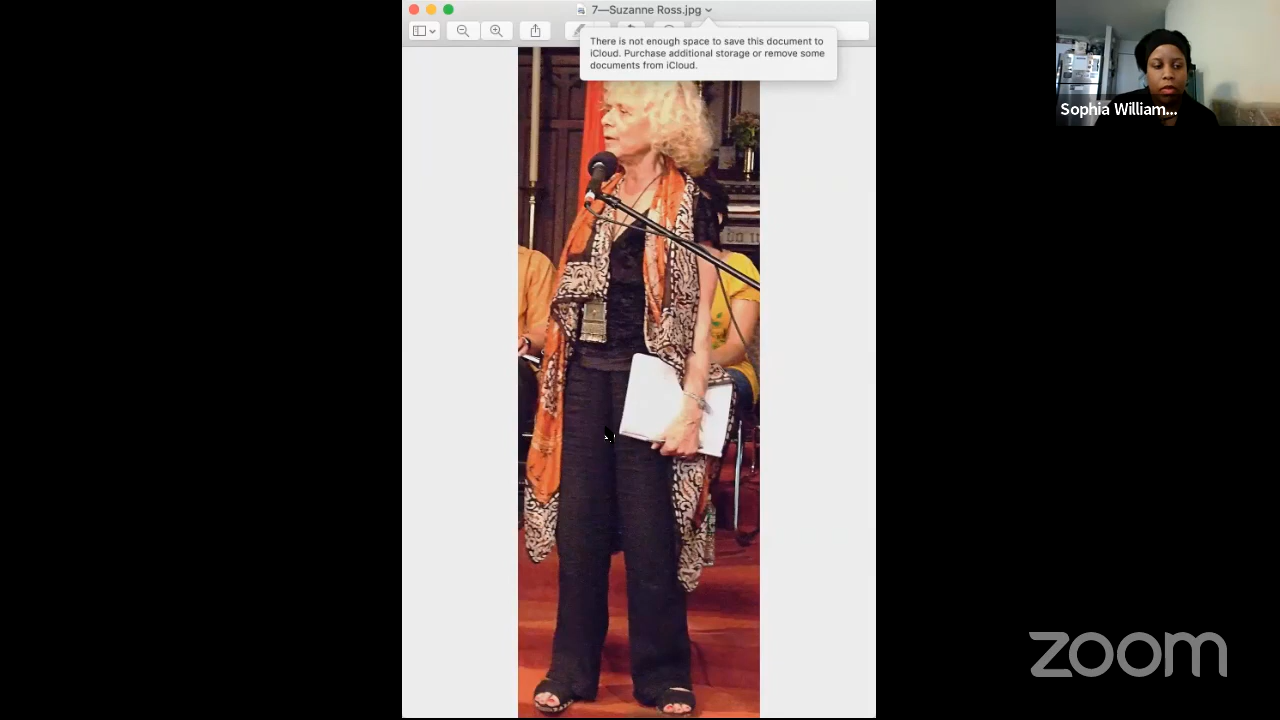 7—Suzanne Ross.jpg
There is not enough space to save this document to
iCloud. Purchase additional storage or remove some
documents from iCloud.
Sophia William...
zoom